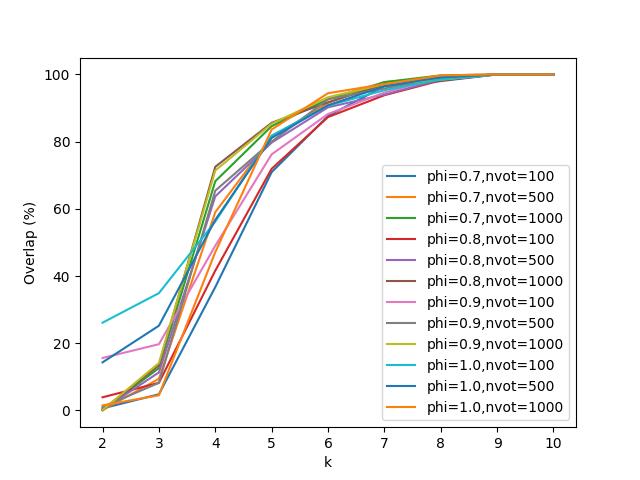 100
80
60
40
20
0
Overlap (%)
phi=0.7,nvot=100
phi=0.7,nvot=500
phi=0.7,nvot=1000
phi=0.8,nvot=100
phi=0.8,nvot=500
phi=0.8,nvot=1000
phi=0.9,nvot=100
phi=0.9,nvot=500
phi=0.9,nvot=1000
phi=1.0,nvot=100
phi=1.0,nvot=500
phi=1.0,nvot=1000
2 3 4 5 6 7 8 9 10
k